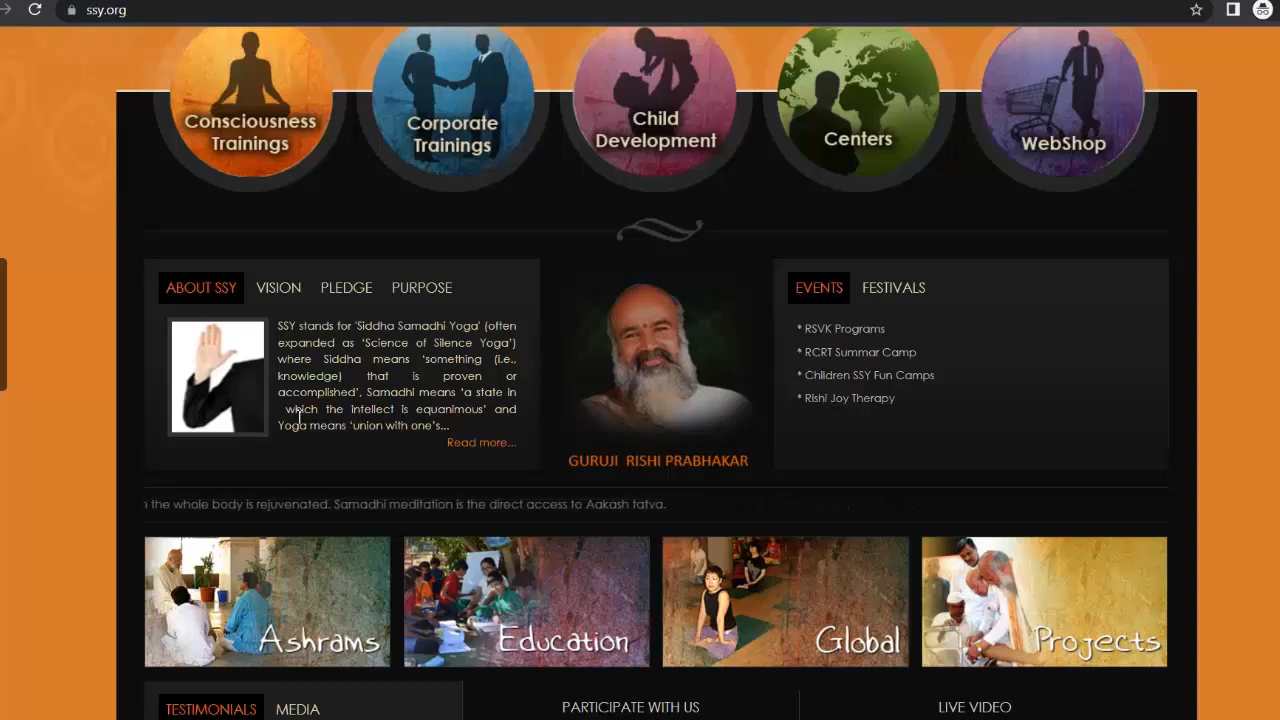 ssy.org
Consciousness
Trainings
Corporate
Trainings
Child
Development
Centers
WebShop
ABOUT SSY VISION PLEDGE PURPOSE
SSY stands for 'Siddha Samadhi Yoga' (often
expanded as ‘Science of Silence Yoga’)
where Siddha means ‘something (i.e.,
knowledge) that is proven or
accomplished’, Samadhi means ‘a state in
which the intellect is equanimous’ and
Yoga means ‘union with one’s...
Read more...
GURUJI RISHI PRABHAKAR
EVENTS FESTIVALS
* RSVK Programs
* RCRT Summar Camp
* Children SSY Fun Camps
* Rishi Joy Therapy
the whole body is rejuvenated. Samadhi meditation is the direct access to Aakash tatva.
Ashrams
Education
Global
Projects
TESTIMONIALS MEDIA
PARTICIPATE WITH US
LIVE VIDEO